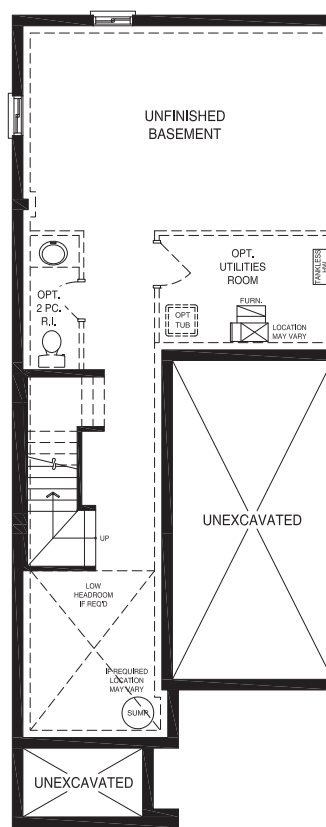 UNFINISHED
BASEMENT
OPT.
UTILITIES
ROOM
TANKLESS
HW
OPT.
2 PC.
R.I.
FURN.
OPT
TUB
LOCATION
MAY VARY
UNEXCAVATED
UP
LOW
HEADROOM
IF REQ'D
IF REQUIRED
LOCATION
MAY VARY
SUMP
UNEXCAVATED